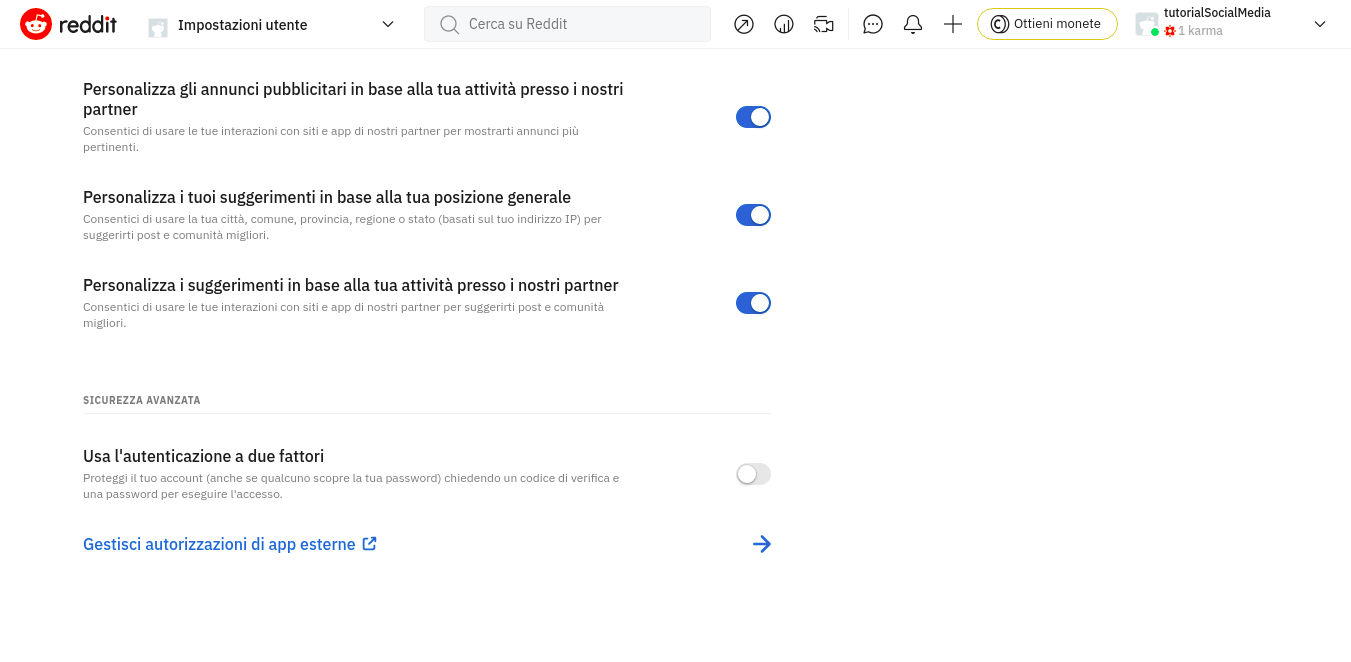 reddit
Impostazioni utente
Cerca su Reddit
Ottieni monete
tutorialSocialMedia
1 karma
Personalizza gli annunci pubblicitari in base alla tua attività presso i nostri
partner
Consentici di usare le tue interazioni con siti e app di nostri partner per mostrarti annunci più
pertinenti.
Personalizza i tuoi suggerimenti in base alla tua posizione generale
Consentici di usare la tua città, comune, provincia, regione o stato (basati sul tuo indirizzo IP) per
suggerirti post e comunità migliori.
Personalizza i suggerimenti in base alla tua attività presso i nostri partner
Consentici di usare le tue interazioni con siti e app di nostri partner per suggerirti post e comunità
migliori.
SICUREZZA AVANZATA
Usa l'autenticazione a due fattori
Proteggi il tuo account (anche se qualcuno scopre la tua password) chiedendo un codice di verifica e
una password per eseguire l'accesso.
Gestisci autorizzazioni di app esterne